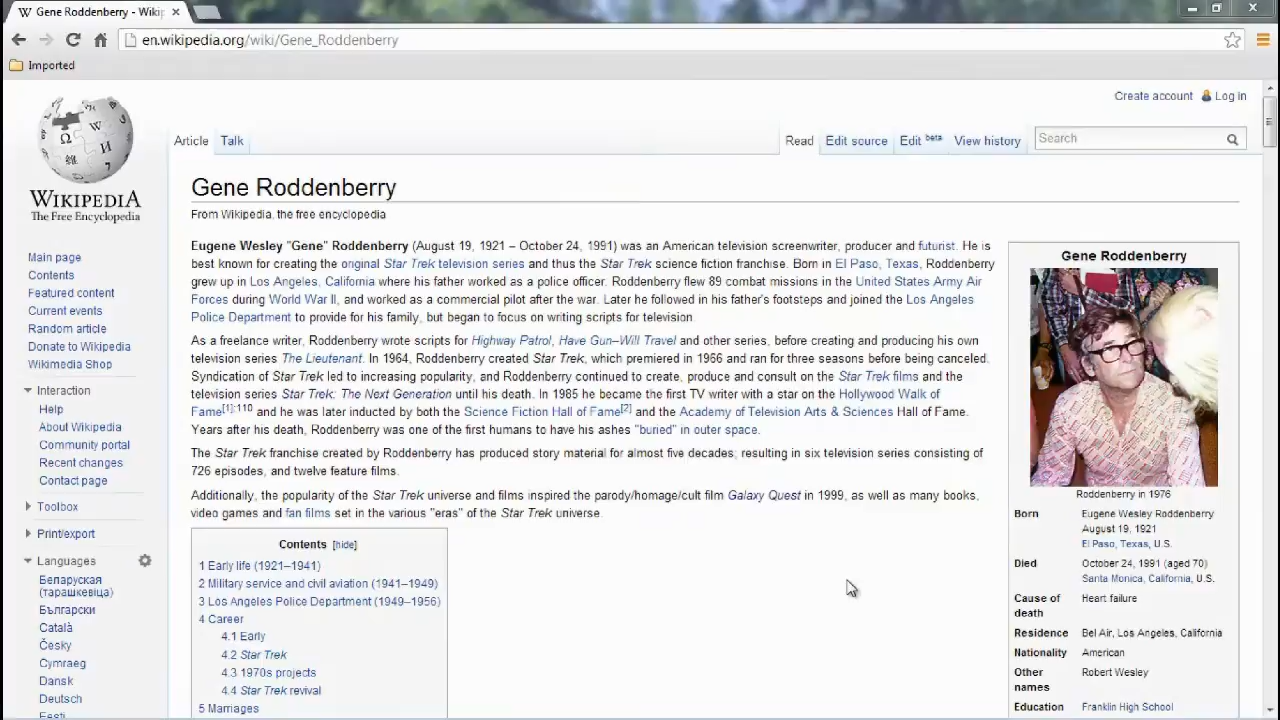 Gene Roddenberry - Wikip
en.wikipedia.org/wiki/Gene_Roddenberry
Imported
Create account Log in
Article Talk Read Edit source Edit beta View history Search
WIKIPEDIA
The Free Encyclopedia
Main page
Contents
Featured content
Current events
Random article
Donate to Wikipedia
Wikimedia Shop
Interaction
Help
About Wikipedia
Community portal
Recent changes
Contact page
Toolbox
Print/export
Languages
Беларуская
(тарашкевіца)
Български
Català
Česky
Cymraeg
Dansk
Deutsch
Eesti
Gene Roddenberry
From Wikipedia, the free encyclopedia
Eugene Wesley "Gene" Roddenberry (August 19, 1921 – October 24, 1991) was an American television screenwriter, producer and futurist. He is
best known for creating the original Star Trek television series and thus the Star Trek science fiction franchise. Born in El Paso, Texas, Roddenberry
grew up in Los Angeles, California where his father worked as a police officer. Roddenberry flew 89 combat missions in the United States Army Air
Forces during World War II, and worked as a commercial pilot after the war. Later he followed in his father's footsteps and joined the Los Angeles
Police Department to provide for his family, but began to focus on writing scripts for television.
As a freelance writer, Roddenberry wrote scripts for Highway Patrol, Have Gun–Will Travel and other series, before creating and producing his own
television series The Lieutenant. In 1964, Roddenberry created Star Trek, which premiered in 1966 and ran for three seasons before being canceled.
Syndication of Star Trek led to increasing popularity, and Roddenberry continued to create, produce and consult on the Star Trek films and the
television series Star Trek: The Next Generation until his death. In 1985 he became the first TV writer with a star on the Hollywood Walk of
Fame[1]:110 and he was later inducted by both the Science Fiction Hall of Fame[2] and the Academy of Television Arts & Sciences Hall of Fame.
Years after his death, Roddenberry was one of the first humans to have his ashes "buried" in outer space.
The Star Trek franchise created by Roddenberry has produced story material for almost five decades; resulting in six television series consisting of
726 episodes, and twelve feature films.
Additionally, the popularity of the Star Trek universe and films inspired the parody/homage/cult film Galaxy Quest in 1999, as well as many books,
video games and fan films set in the various "eras" of the Star Trek universe.
Contents [hide]
1 Early life (1921–1941)
2 Military service and civil aviation (1941–1949)
3 Los Angeles Police Department (1949–1956)
4 Career
4.1 Early
4.2 Star Trek
4.3 1970s projects
4.4 Star Trek revival
5 Marriages
Gene Roddenberry
Roddenberry in 1976
Born Eugene Wesley Roddenberry
August 19, 1921
El Paso, Texas, U.S.
Died October 24, 1991 (aged 70)
Santa Monica, California, U.S.
Cause of Heart failure
death
Residence Bel Air, Los Angeles, California
Nationality American
Other Robert Wesley
names
Education Franklin High School